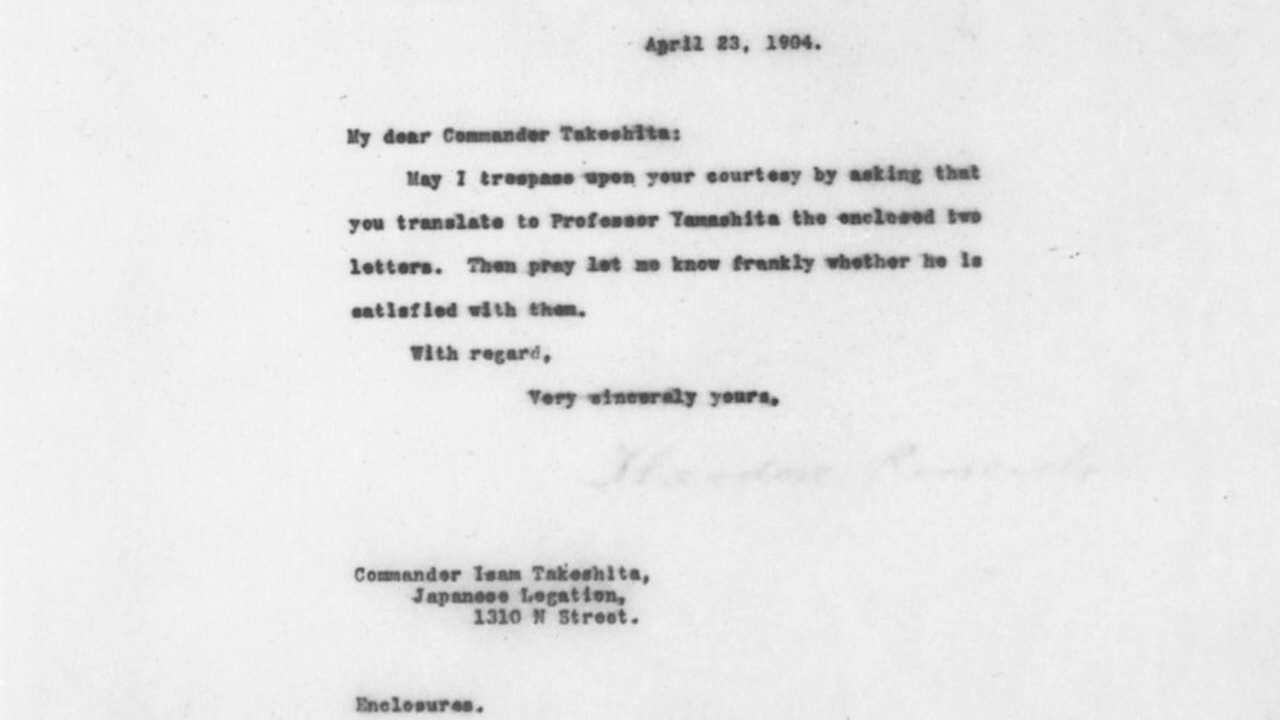 April 23, 1904.
My dear Commander Takeshita:
May I trespass upon your courtesy by asking that
you translate to Professor Yamashita the enclosed two
letters. Then pray let me know frankly whether he is
satisfied with them.
With regard,
Very sincerely yours,
Theodore Roosevelt
Commander Isam Takeshita,
Japanese Legation,
1310 N Street.
Enclosures.